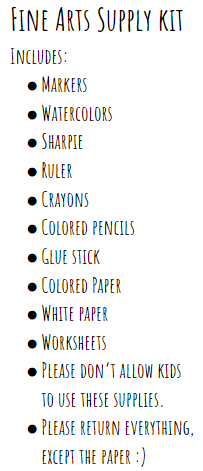 Fine Arts Supply kit
Includes:
● Markers
● Watercolors
● Sharpie
● Ruler
● Crayons
● Colored pencils
● Glue stick
● Colored Paper
● White paper
● Worksheets
● Please don't allow kids
to use these supplies.
● Please return everything,
except the paper :)